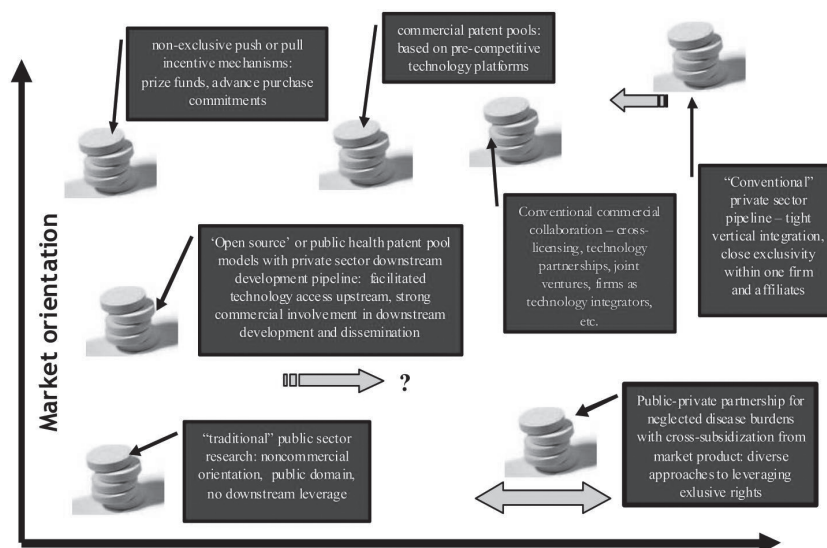 non-exclusive push or pull
incentive mechanisms:
prize funds, advance purchase
commitments
commercial patent pools:
based on pre-competitive
technology platforms
"Conventional"
private sector
pipeline – tight
vertical integration,
close exclusivity
within one firm
and affiliates
Conventional commercial
collaboration – cross-
licensing, technology
partnerships, joint
ventures, firms as
technology integrators,
etc.
'Open source' or public health patent pool
models with private sector downstream
development pipeline: facilitated
technology access upstream, strong
commercial involvement in downstream
development and dissemination
Market orientation
?
"traditional" public sector
research: noncommercial
orientation, public domain,
no downstream leverage
Public-private partnership for
neglected disease burdens
with cross-subsidization from
market product: diverse
approaches to leveraging
exlusive rights